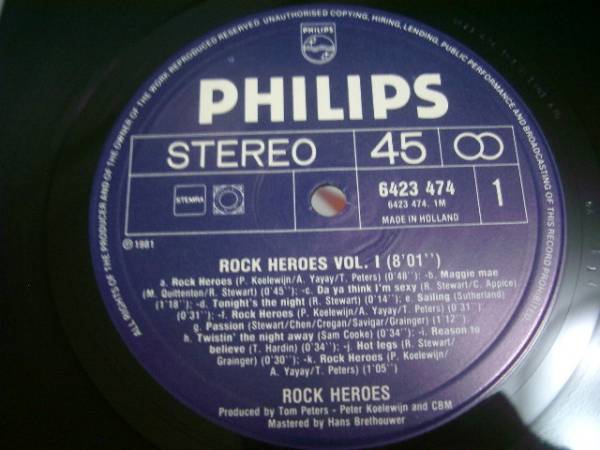 ALL RIGHTS OF THE PRODUCER AND OF THE OWNER OF THE WORK REPRODUCED RESERVED. UNAUTHORISED COPYING, HIRING, LENDING, PUBLIC PERFORMANCE AND BROADCASTING OF THIS RECORD PROHIBITED.
PHILIPS
PHILIPS
STEREO 45
STEMRA
6423 474
6423 474. 1M
MADE IN HOLLAND
1
℗1981
ROCK HEROES VOL. I (8'01'')
a. Rock Heroes (P. Koelewijn/A. Yayay/T. Peters) (0'48'') -b. Maggie mae
(M. Quittenton/R. Stewart) (0'45'') -c. Da ya think I'm sexy (R. Stewart/C. Appice)
(1'18'') -d. Tonight's the night (R. Stewart) (0'14'') -e. Sailing (Sutherland)
(0'31'') -f. Rock Heroes (P. Koelewijn/A. Yayay/T. Peters) (0'31'')
g. Passion (Stewart/Chen/Cregan/Savigar/Grainger) (1'12'')
h. Twistin' the night away (Sam Cooke) (0'34'') -i. Reason to
believe (T. Hardin) (0'34'') -j. Hot legs (R. Stewart/
Grainger) (0'30'') -k. Rock Heroes (P. Koelewijn/
A. Yayay/T. Peters) (1'05'')
ROCK HEROES
Produced by Tom Peters - Peter Koelewijn and CBM
Mastered by Hans Brethouwer